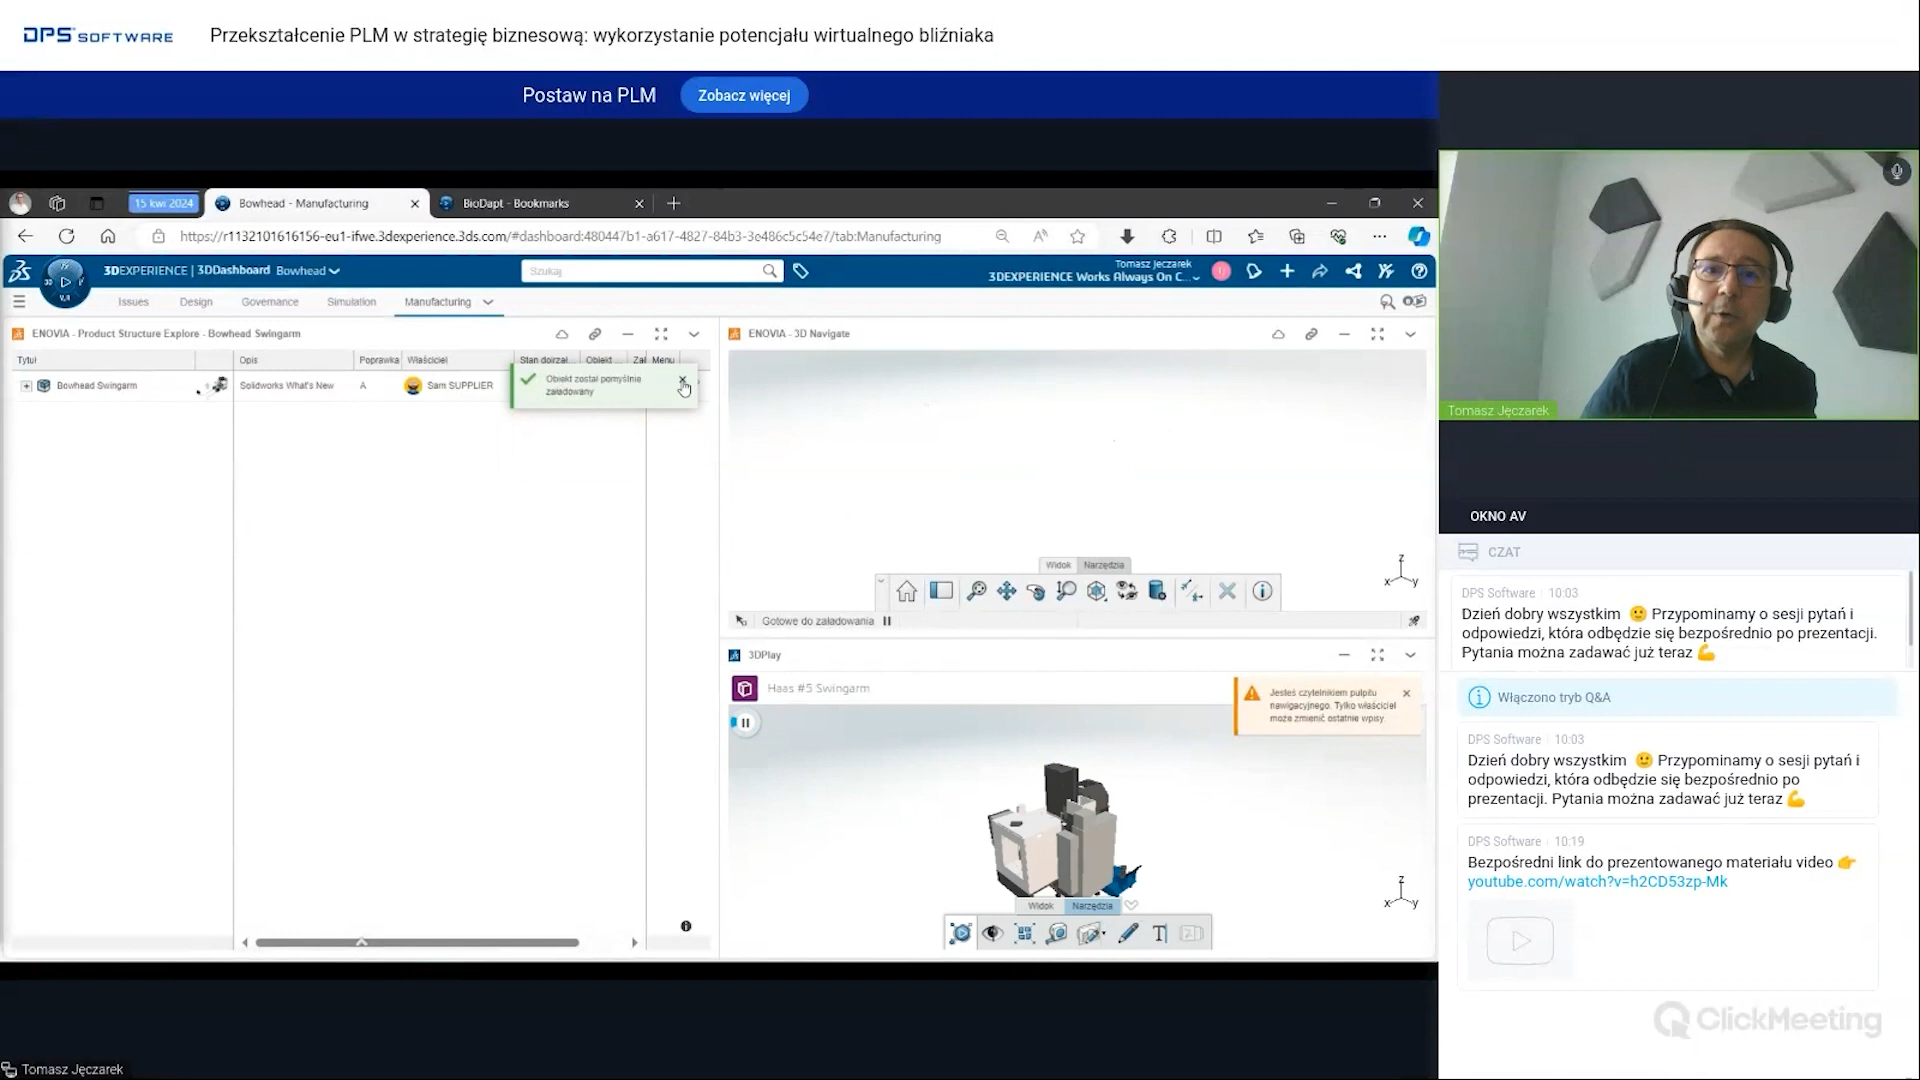 DPS SOFTWARE
Przekształcenie PLM w strategię biznesową: wykorzystanie potencjału wirtualnego bliźniaka
Postaw na PLM
Zobacz więcej
15 kwi 2024
Bowhead - Manufacturing
BioDapt - Bookmarks
https://r1132101616156-eu1-ifwe.3dexperience.3ds.com/#dashboard:480447b1-a617-4827-84b3-3e486c5c54e7/tab:Manufacturing
3DEXPERIENCE | 3DDashboard Bowhead
Szukaj
Tomasz Jęczarek
3DEXPERIENCE Works Always On C...
Issues
Design
Governance
Simulation
Manufacturing
ENOVIA - Product Structure Explore - Bowhead Swingarm
Tytuł
Opis
Poprawka
Właściciel
Stan dojrzał...
Obiekt
Zał
Menu
Bowhead Swingarm
Solidworks What's New
A
Sam SUPPLIER
Obiekt został pomyślnie
załadowany
ENOVIA - 3D Navigate
Widok
Narzędzia
Z
X
Y
Gotowe do załadowania
3DPlay
Haas #5 Swingarm
Jesteś czytelnikiem pulpitu
nawigacyjnego. Tylko właściciel
może zmienić ostatnie wpisy.
Z
X
Y
Widok
Narzędzia
Tomasz Jęczarek
Tomasz Jęczarek
OKNO AV
CZAT
DPS Software 10:03
Dzień dobry wszystkim 🙂 Przypominamy o sesji pytań i
odpowiedzi, która odbędzie się bezpośrednio po prezentacji.
Pytania można zadawać już teraz 💪
Włączono tryb Q&A
DPS Software 10:03
Dzień dobry wszystkim 🙂 Przypominamy o sesji pytań i
odpowiedzi, która odbędzie się bezpośrednio po
prezentacji. Pytania można zadawać już teraz 💪
DPS Software 10:19
Bezpośredni link do prezentowanego materiału video 👉
youtube.com/watch?v=h2CD53zp-Mk
ClickMeeting